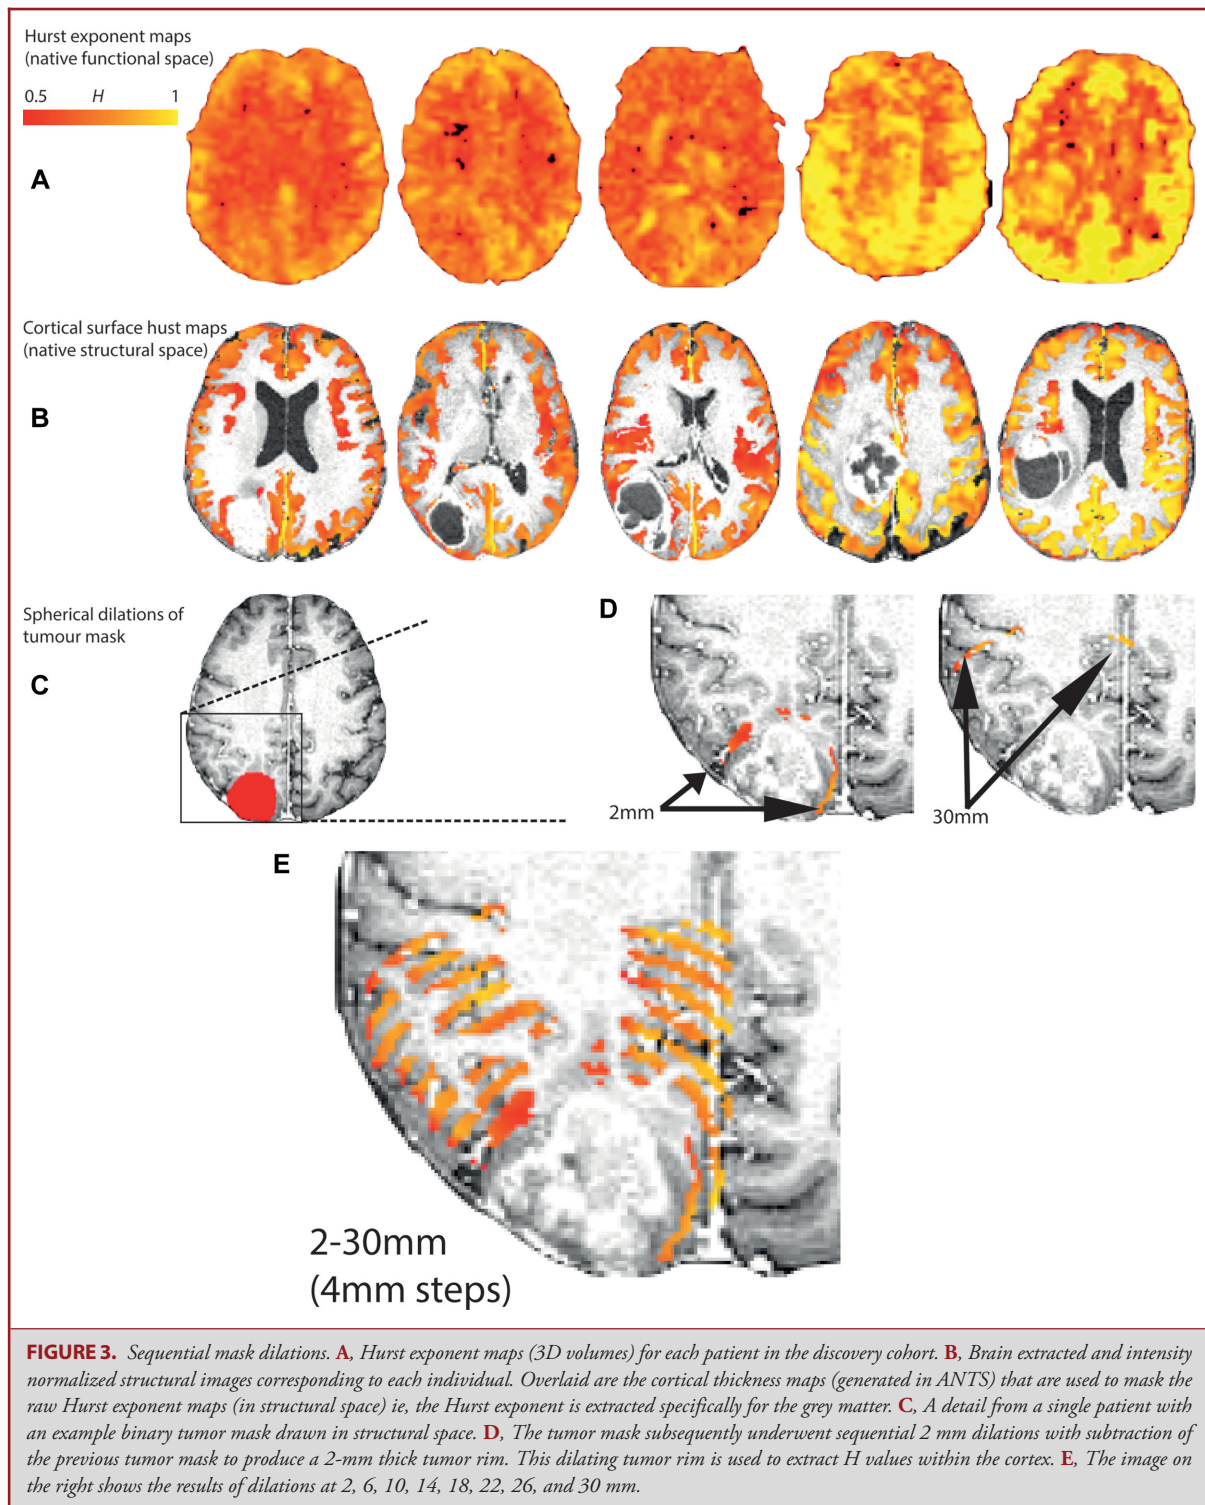 Hurst exponent maps
(native functional space)
0.5 H 1
A
Cortical surface hust maps
(native structural space)
B
Spherical dilations of
tumour mask
C
D
2mm
30mm
E
2-30mm
(4mm steps)
FIGURE 3. Sequential mask dilations. A, Hurst exponent maps (3D volumes) for each patient in the discovery cohort. B, Brain extracted and intensity
normalized structural images corresponding to each individual. Overlaid are the cortical thickness maps (generated in ANTS) that are used to mask the
raw Hurst exponent maps (in structural space) ie, the Hurst exponent is extracted specifically for the grey matter. C, A detail from a single patient with
an example binary tumor mask drawn in structural space. D, The tumor mask subsequently underwent sequential 2 mm dilations with subtraction of
the previous tumor mask to produce a 2-mm thick tumor rim. This dilating tumor rim is used to extract H values within the cortex. E, The image on
the right shows the results of dilations at 2, 6, 10, 14, 18, 22, 26, and 30 mm.